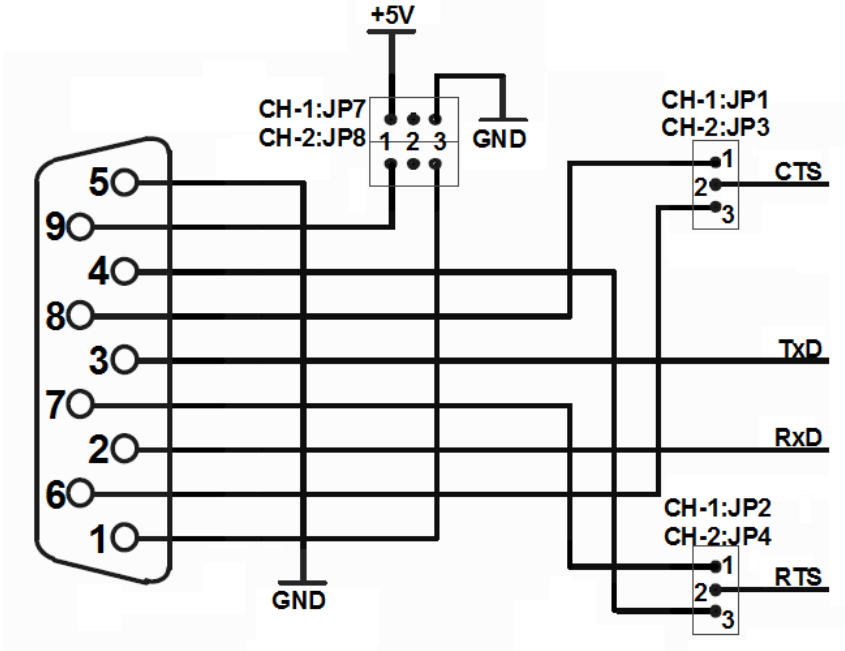 +5V
CH-1:JP7
CH-2:JP8
1 2 3
GND
CH-1:JP1
CH-2:JP3
1
2
3
CTS
5
9
4
8
3
7
2
6
1
TxD
RxD
CH-1:JP2
CH-2:JP4
1
2
3
RTS
GND